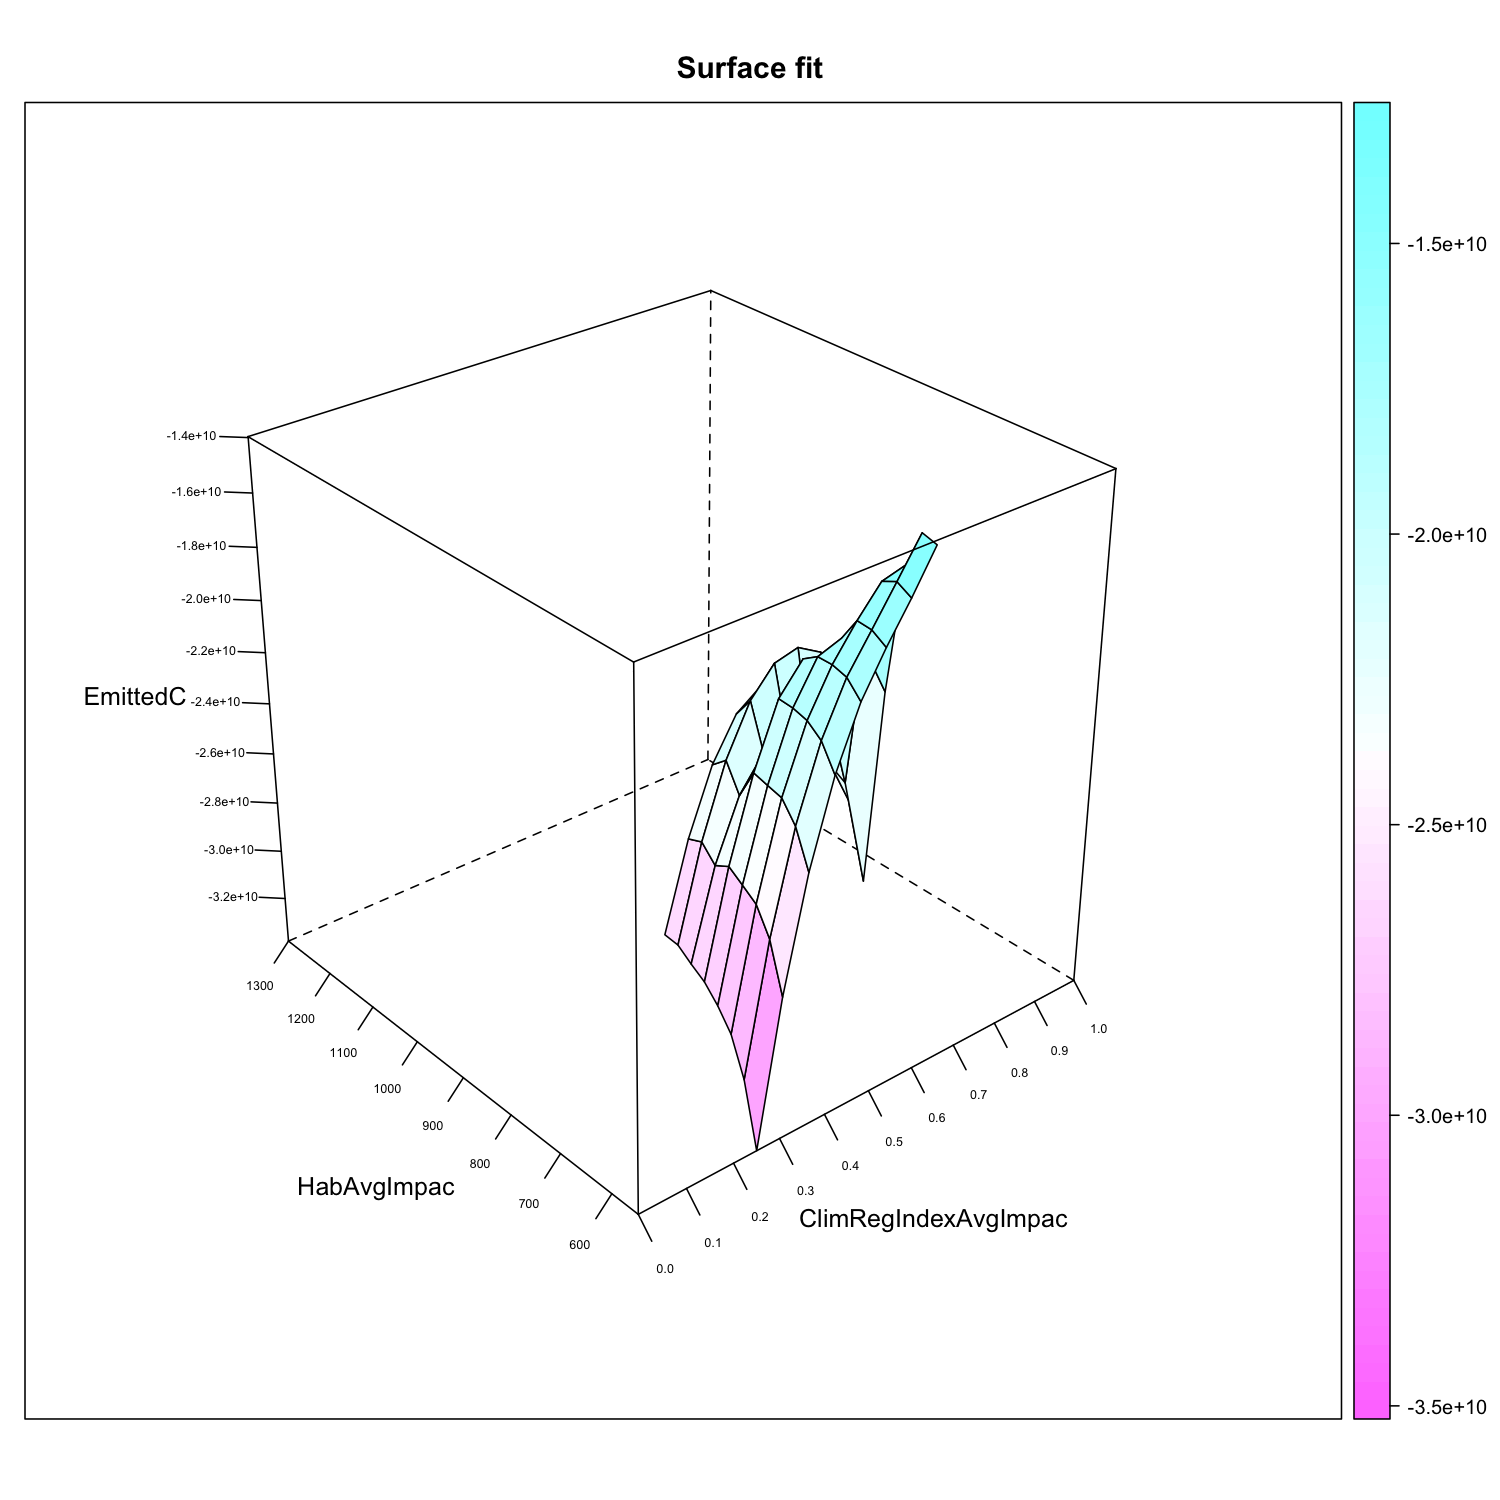 Surface fit
-1.4e+10
-1.6e+10
-1.8e+10
-2.0e+10
-2.2e+10
-2.4e+10
-2.6e+10
-2.8e+10
-3.0e+10
-3.2e+10
EmittedC
1300
1200
1100
1000
900
800
700
600
HabAvgImpac
0.0
0.1
0.2
0.3
0.4
0.5
0.6
0.7
0.8
0.9
1.0
ClimRegIndexAvgImpac
-1.5e+10
-2.0e+10
-2.5e+10
-3.0e+10
-3.5e+10